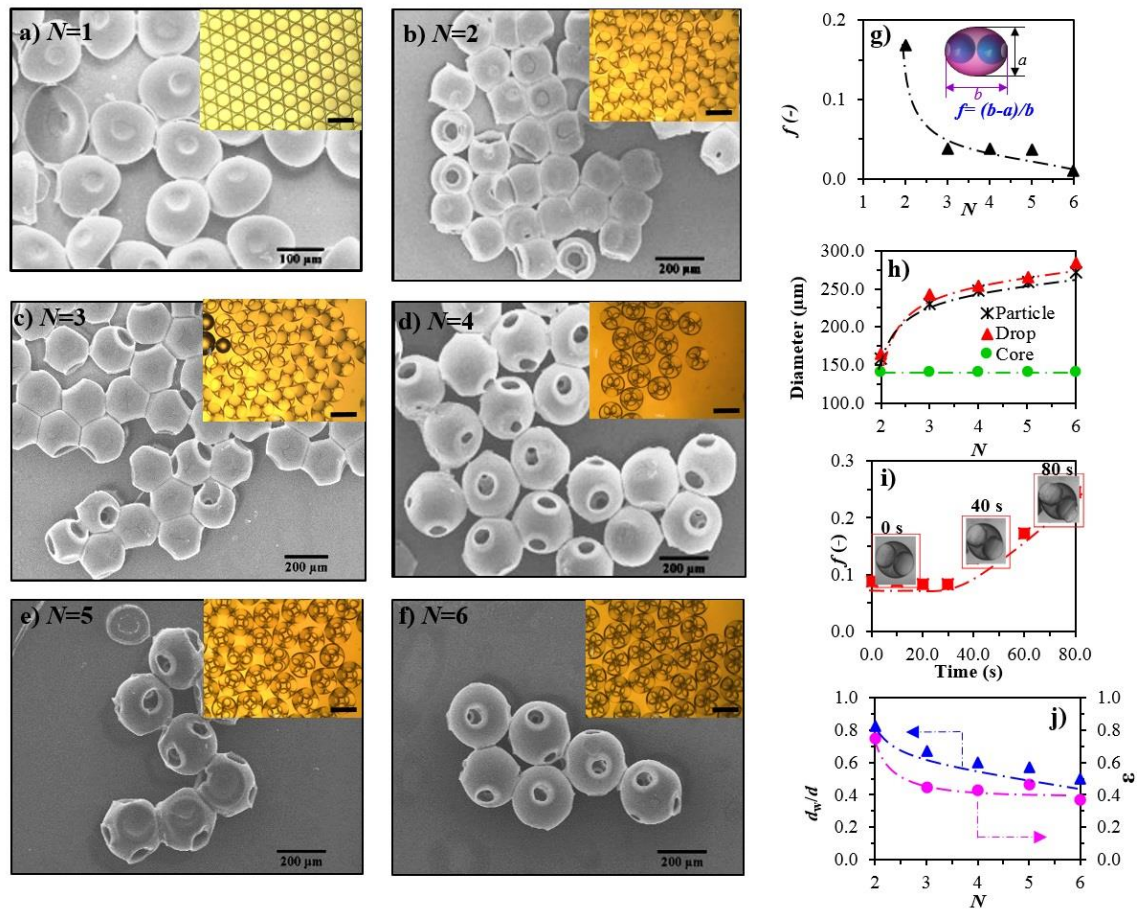 a) N=1
100 µm
b) N=2
200 µm
c) N=3
200 µm
d) N=4
200 µm
e) N=5
200 µm
f) N=6
200 µm
g)
f (-)
0.2
0.1
0.0
a
b
f= (b-a)/b
1 2 3 4 5 6
N
h)
Diameter (µm)
300.0
250.0
200.0
150.0
100.0
Particle
Drop
Core
2 3 4 5 6
N
i)
f (-)
0.3
0.2
0.1
0.0
0 s
40 s
80 s
0.0 20.0 40.0 60.0 80.0
Time (s)
j)
dw/d
1.0
0.8
0.6
0.4
0.2
0.0
1.0
0.8
0.6
0.4
0.2
0.0
ε
2 3 4 5 6
N